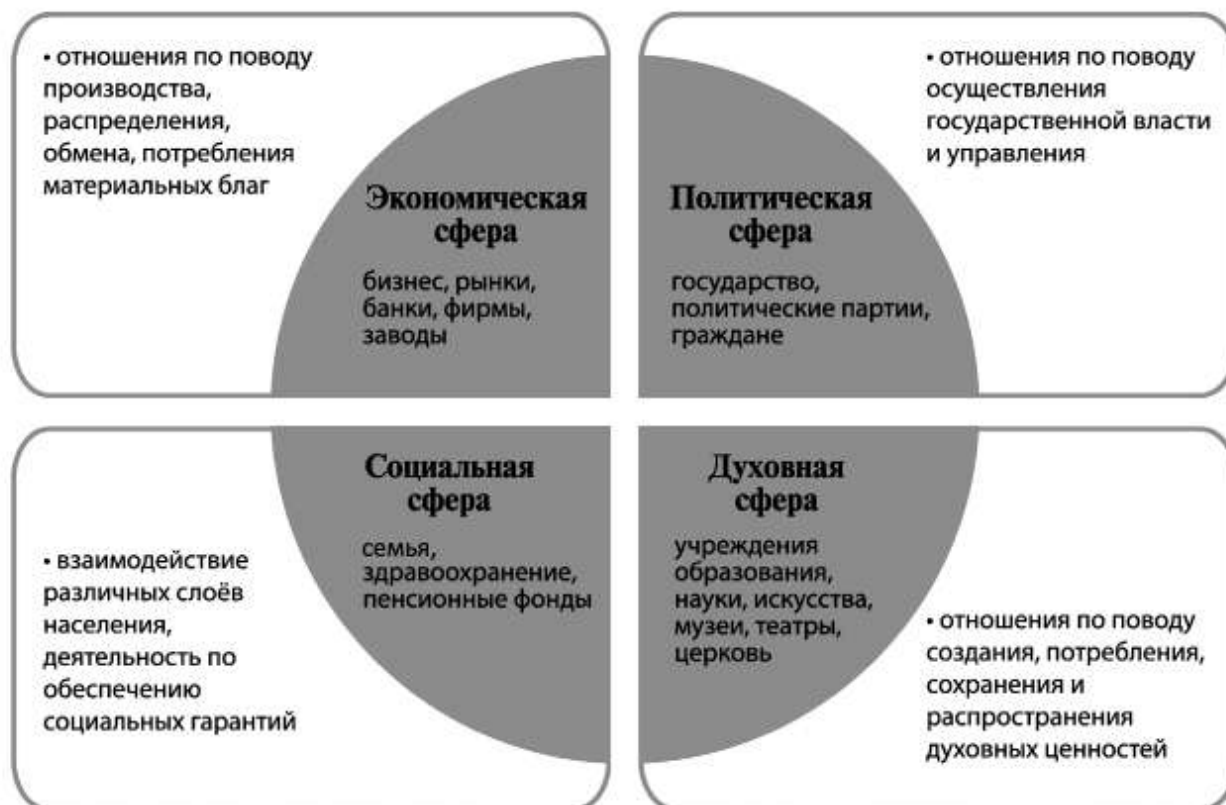 • отношения по поводу
производства,
распределения,
обмена, потребления
материальных благ
Экономическая
сфера
бизнес, рынки,
банки, фирмы,
заводы
• отношения по поводу
осуществления
государственной власти
и управления
Политическая
сфера
государство,
политические партии,
граждане
Социальная
сфера
семья,
здравоохранение,
пенсионные фонды
• взаимодействие
различных слоёв
населения,
деятельность по
обеспечению
социальных гарантий
Духовная
сфера
учреждения
образования,
науки, искусства,
музеи, театры,
церковь
• отношения по поводу
создания, потребления,
сохранения и
распространения
духовных ценностей